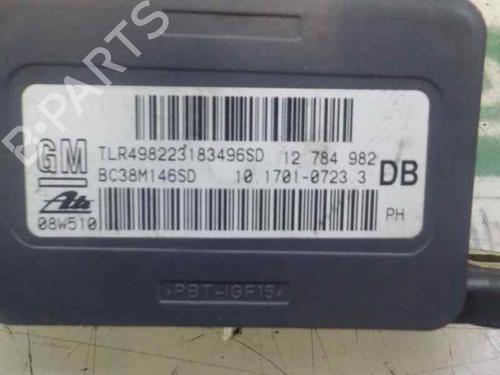 GM
TLR498223183496SD 12 784 982
BC38M146SD 10.1701-0723.3 DB
Ate
08W510 PH
>PBT-IGF15<
B-PARTS